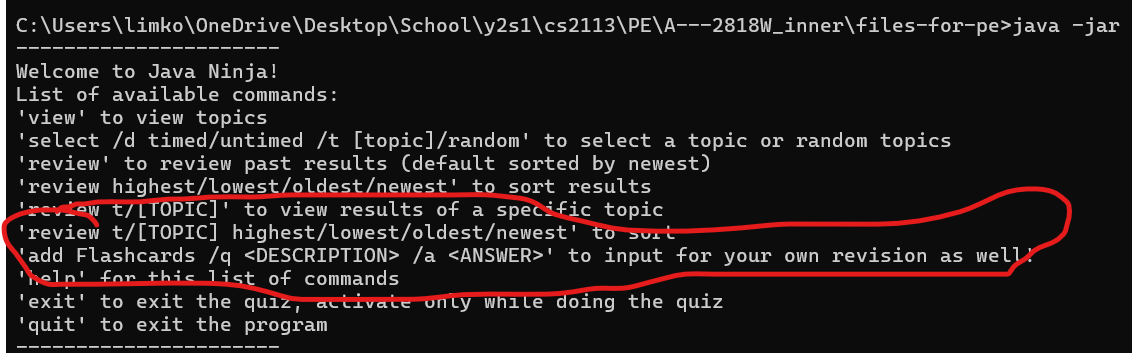 C:\Users\limko\OneDrive\Desktop\School\y2s1\cs2113\PE\A---2818W_inner\files-for-pe>java -jar
-----------------------
Welcome to Java Ninja!
List of available commands:
'view' to view topics
'select /d timed/untimed /t [topic]/random' to select a topic or random topics
'review' to review past results (default sorted by newest)
'review highest/lowest/oldest/newest' to sort results
'review t/[TOPIC]' to view results of a specific topic
'review t/[TOPIC] highest/lowest/oldest/newest' to sort
'add Flashcards /q <DESCRIPTION> /a <ANSWER>' to input for your own revision as well!
'help' for this list of commands
'exit' to exit the quiz, activate only while doing the quiz
'quit' to exit the program
-----------------------